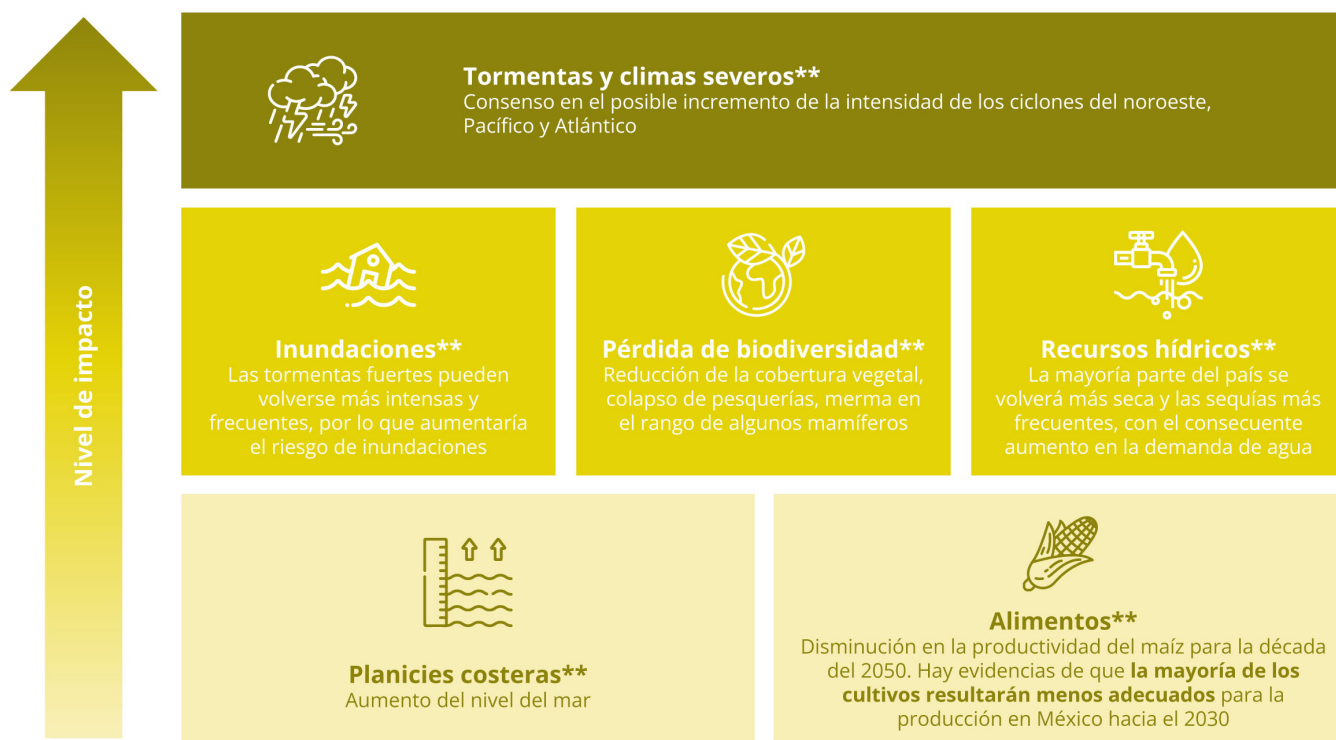 Nivel de impacto
Tormentas y climas severos**
Consenso en el posible incremento de la intensidad de los ciclones del noroeste,
Pacífico y Atlántico
Inundaciones**
Las tormentas fuertes pueden
volverse más intensas y
frecuentes, por lo que aumentaría
el riesgo de inundaciones
Pérdida de biodiversidad**
Reducción de la cobertura vegetal,
colapso de pesquerías, merma en
el rango de algunos mamíferos
Recursos hídricos**
La mayoría parte del país se
volverá más seca y las sequías más
frecuentes, con el consecuente
aumento en la demanda de agua
Planicies costeras**
Aumento del nivel del mar
Alimentos**
Disminución en la productividad del maíz para la década
del 2050. Hay evidencias de que la mayoría de los
cultivos resultarán menos adecuados para la
producción en México hacia el 2030